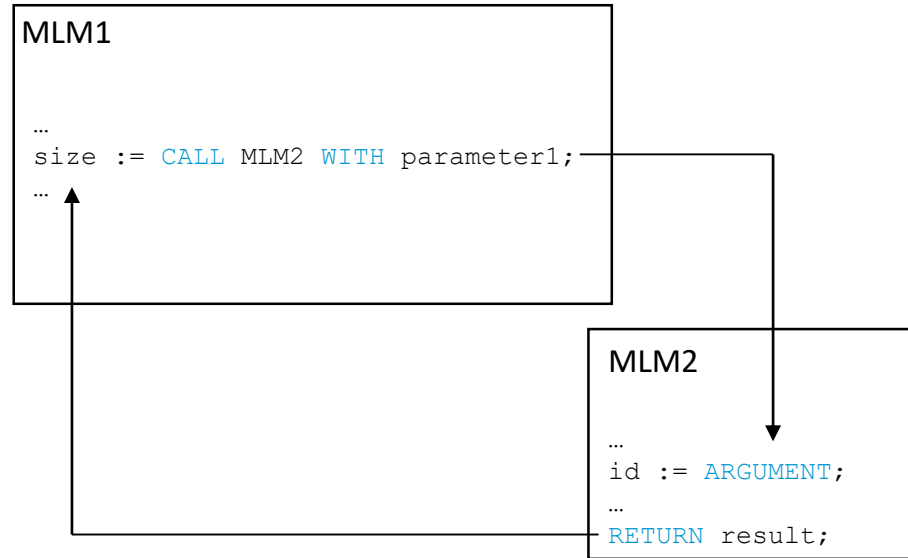 MLM1
…
size := CALL MLM2 WITH parameter1;
…
MLM2
…
id := ARGUMENT;
…
RETURN result;